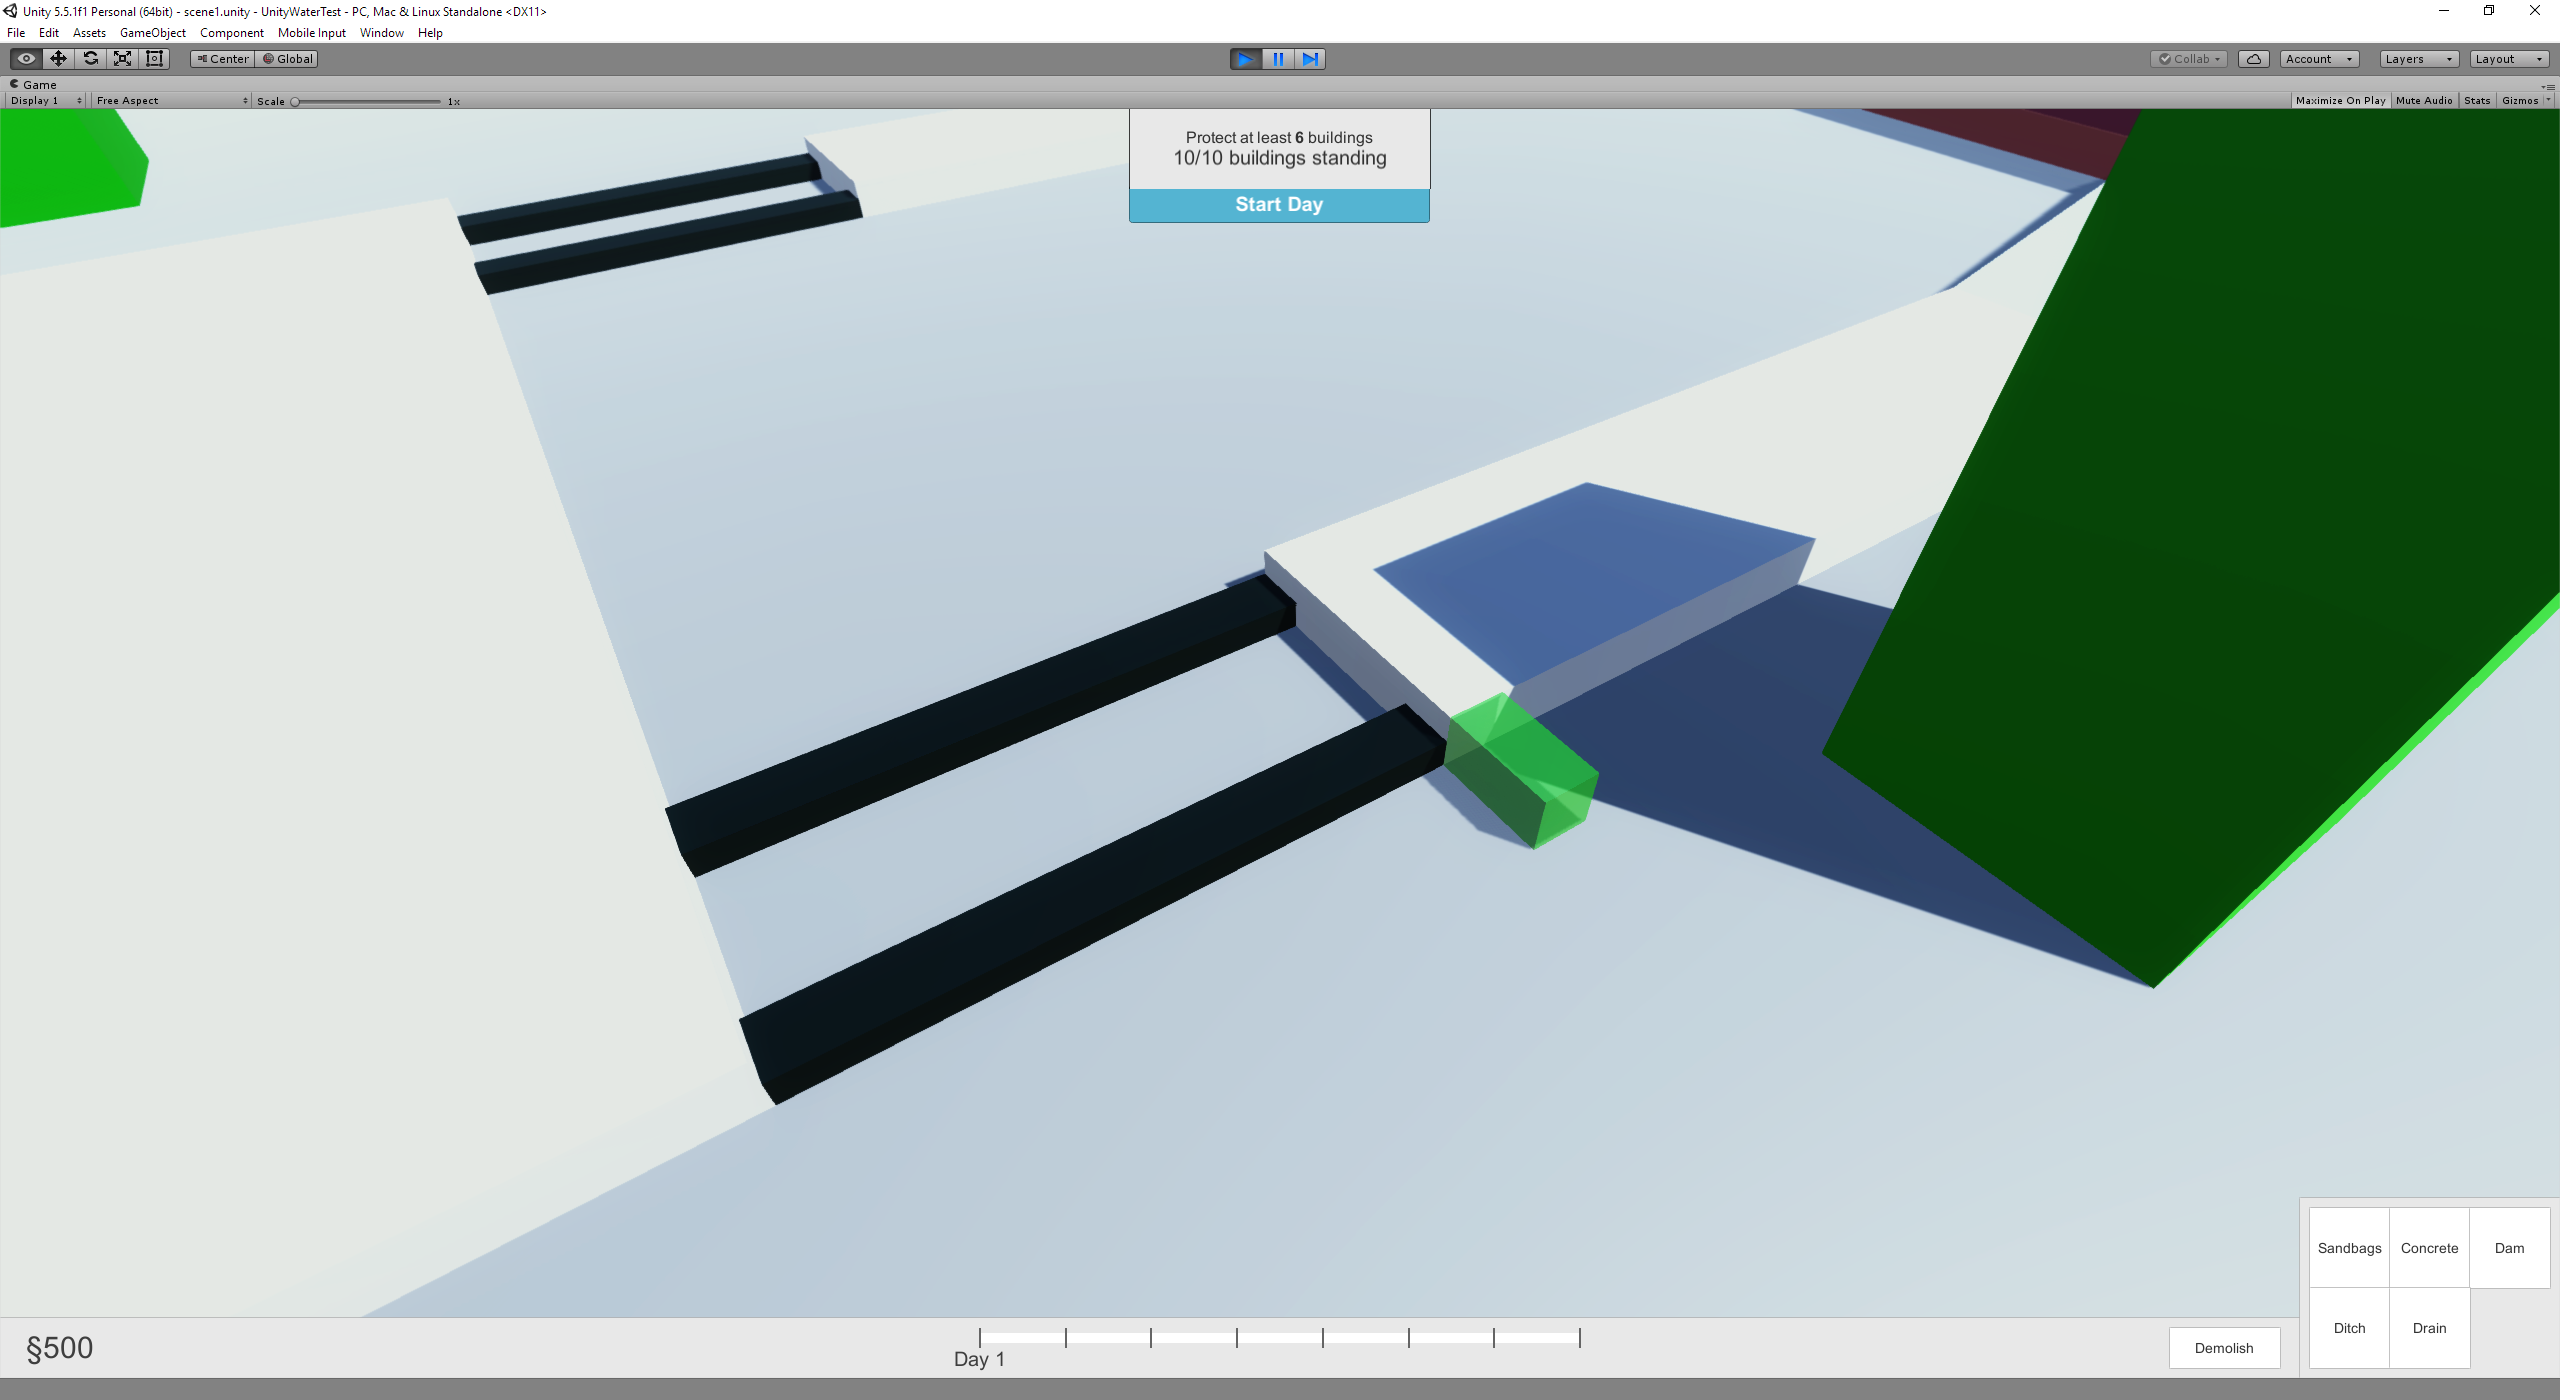 Unity 5.5.1f1 Personal (64bit) - scene1.unity - UnityWaterTest - PC, Mac & Linux Standalone <DX11>
File Edit Assets GameObject Component Mobile Input Window Help
Center Global Collab Account Layers Layout
Game
Display 1 Free Aspect Scale 1x Maximize On Play Mute Audio Stats Gizmos
Protect at least 6 buildings
10/10 buildings standing
Start Day
Sandbags Concrete Dam
Ditch Drain
§500
Day 1
Demolish